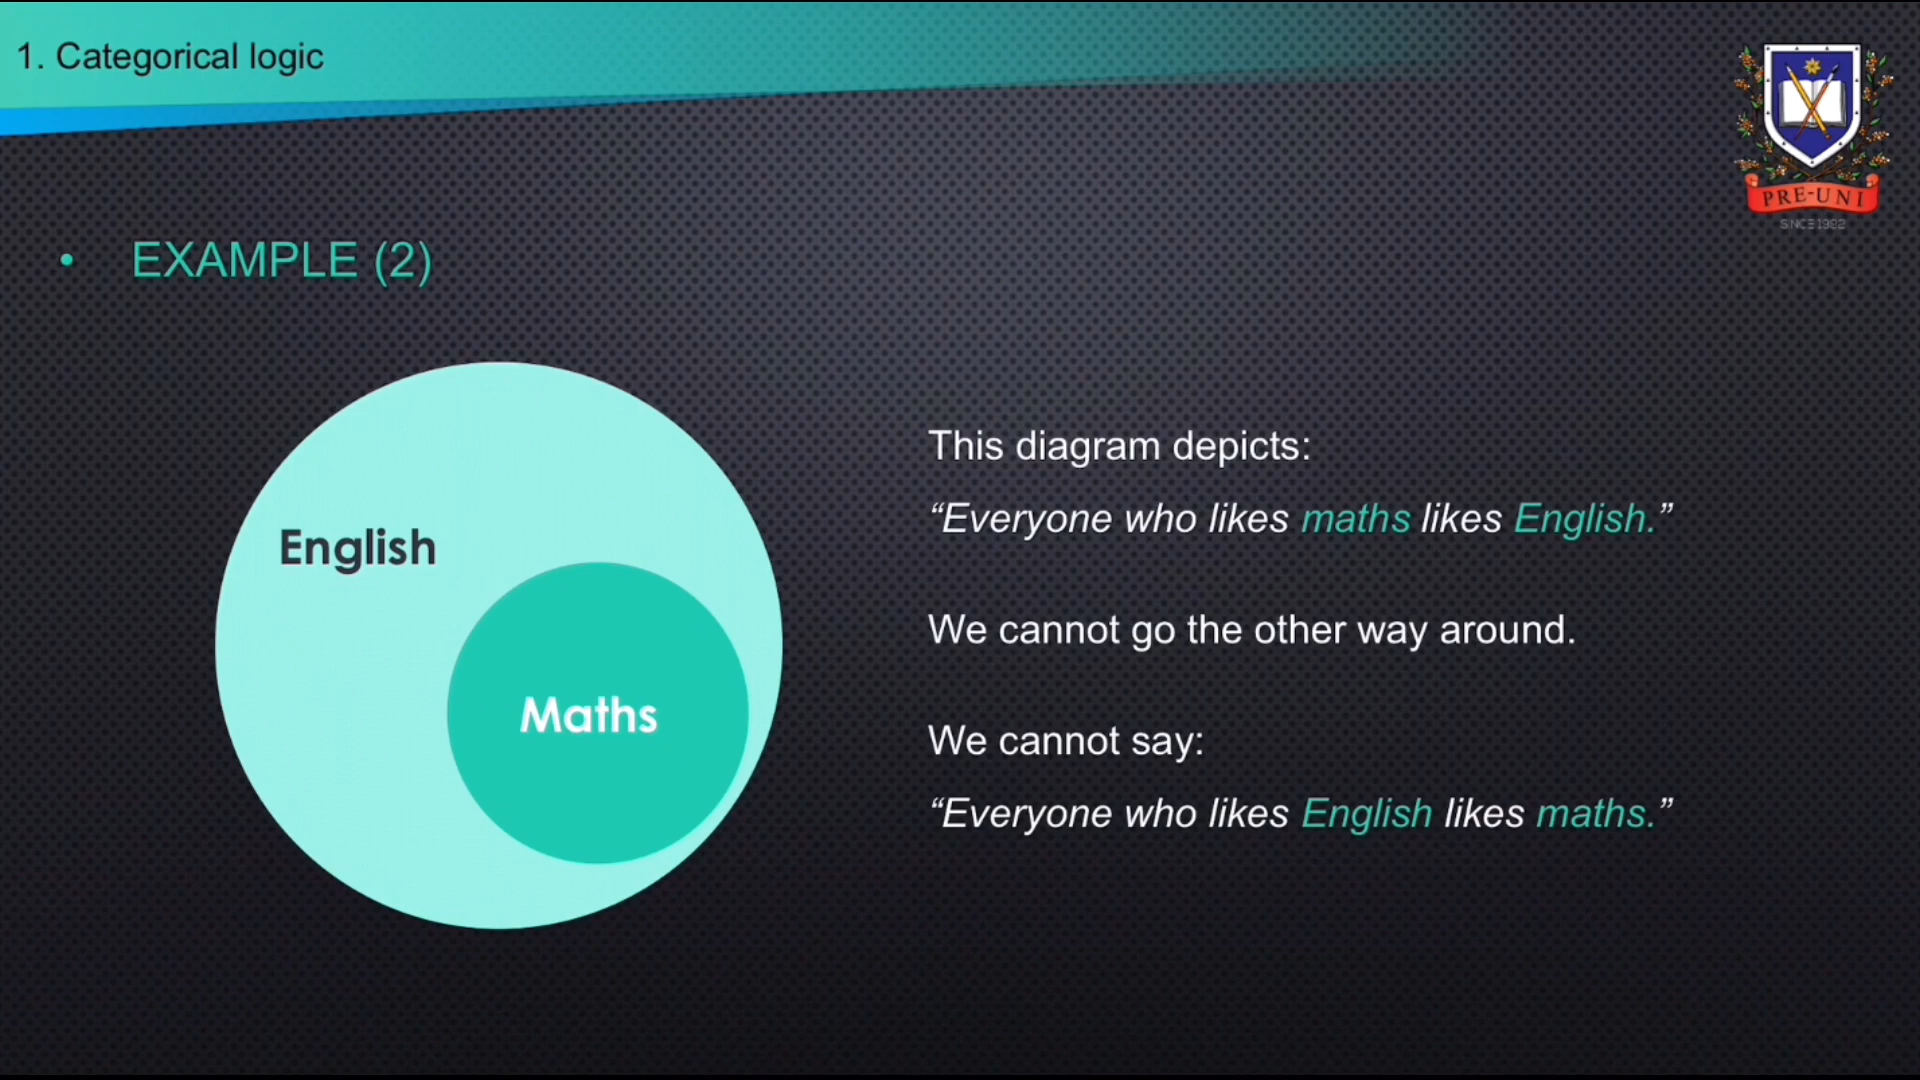 1. Categorical logic
PRE-UNI
SINCE 1992
• EXAMPLE (2)
English
Maths
This diagram depicts:
“Everyone who likes maths likes English.”
We cannot go the other way around.
We cannot say:
“Everyone who likes English likes maths.”